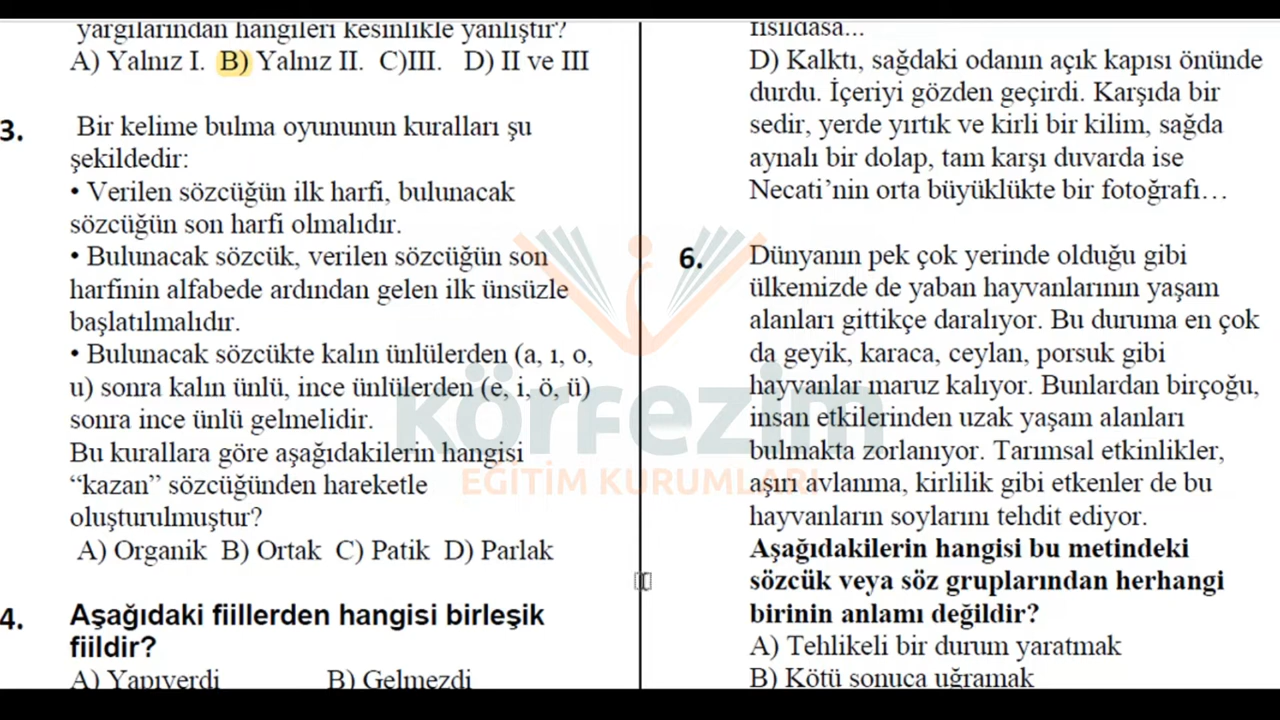 yargılarından hangileri kesinlikle yanlıştır?
A) Yalnız I. B) Yalnız II. C)III. D) II ve III
3. Bir kelime bulma oyununun kuralları şu
şekildedir:
• Verilen sözcüğün ilk harfi, bulunacak
sözcüğün son harfi olmalıdır.
• Bulunacak sözcük, verilen sözcüğün son
harfinin alfabede ardından gelen ilk ünsüzle
başlatılmalıdır.
• Bulunacak sözcükte kalın ünlülerden (a, ı, o,
u) sonra kalın ünlü, ince ünlülerden (e, i, ö, ü)
sonra ince ünlü gelmelidir.
Bu kurallara göre aşağıdakilerin hangisi
“kazan” sözcüğünden hareketle
oluşturulmuştur?
A) Organik B) Ortak C) Patik D) Parlak
4. Aşağıdaki fiillerden hangisi birleşik
fiildir?
A) Yapıverdi B) Gelmezdi
fısıldasa...
D) Kalktı, sağdaki odanın açık kapısı önünde
durdu. İçeriyi gözden geçirdi. Karşıda bir
sedir, yerde yırtık ve kirli bir kilim, sağda
aynalı bir dolap, tam karşı duvarda ise
Necati’nin orta büyüklükte bir fotoğrafı…
6. Dünyanın pek çok yerinde olduğu gibi
ülkemizde de yaban hayvanlarının yaşam
alanları gittikçe daralıyor. Bu duruma en çok
da geyik, karaca, ceylan, porsuk gibi
hayvanlar maruz kalıyor. Bunlardan birçoğu,
insan etkilerinden uzak yaşam alanları
bulmakta zorlanıyor. Tarımsal etkinlikler,
aşırı avlanma, kirlilik gibi etkenler de bu
hayvanların soylarını tehdit ediyor.
Aşağıdakilerin hangisi bu metindeki
sözcük veya söz gruplarından herhangi
birinin anlamı değildir?
A) Tehlikeli bir durum yaratmak
B) Kötü sonuca uğramak
körfezim
EĞİTİM KURUMLARI